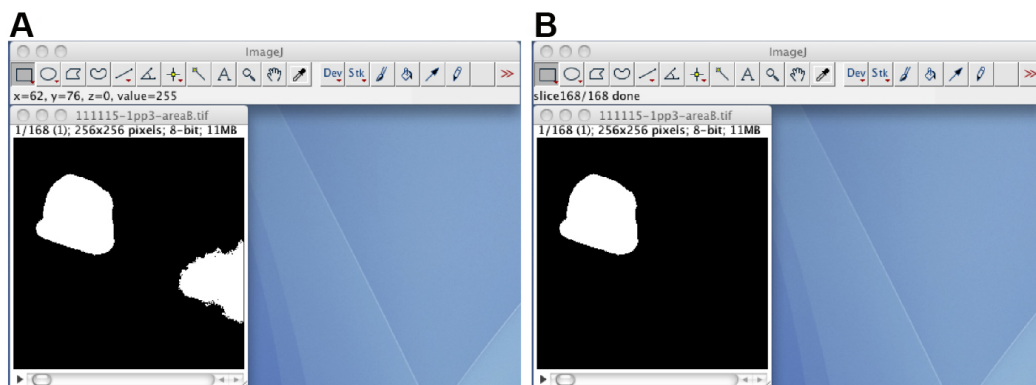 A
ImageJ
A
Dev Stk
>>
x=62, y=76, z=0, value=255
111115-1pp3-areaB.tif
1/168 (1); 256x256 pixels; 8-bit; 11MB
B
ImageJ
A
Dev Stk
>>
slice168/168 done
111115-1pp3-areaB.tif
1/168 (1); 256x256 pixels; 8-bit; 11MB